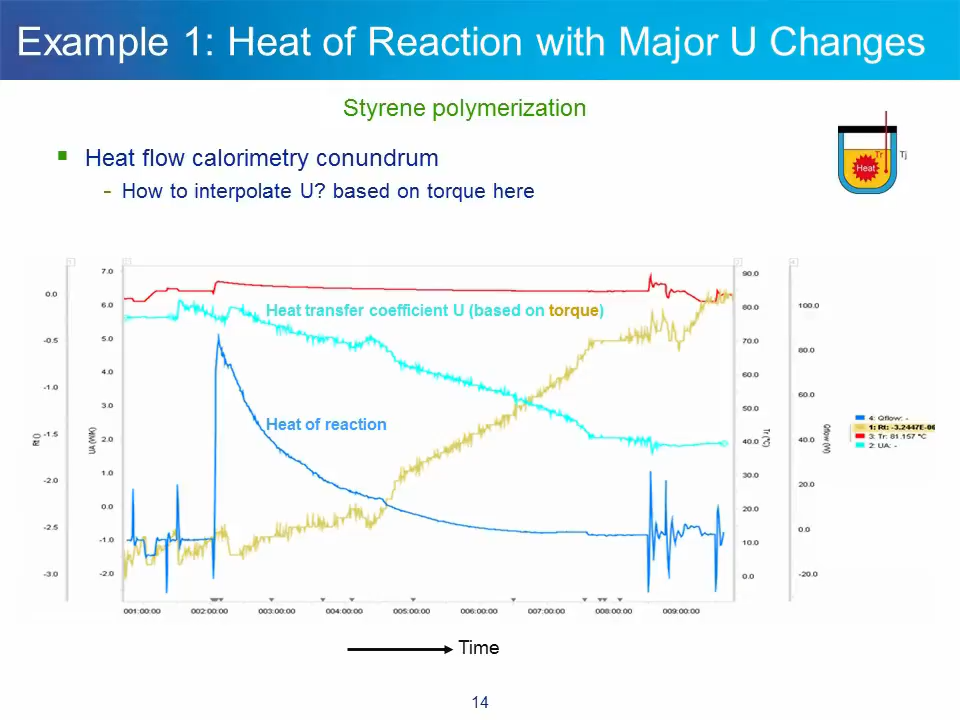 Example 1: Heat of Reaction with Major U Changes
Styrene polymerization
Heat flow calorimetry conundrum
- How to interpolate U? based on torque here
Tr
Tj
Heat
Heat transfer coefficient U (based on torque)
Heat of reaction
0.0
-0.5
-1.0
-1.5
-2.0
-2.5
-3.0
Rt ()
7.0
6.0
5.0
4.0
3.0
2.0
1.0
0.0
-1.0
-2.0
UA (W/K)
90.0
80.0
70.0
60.0
50.0
40.0
30.0
20.0
10.0
0.0
Tr (°C)
100.0
80.0
60.0
40.0
20.0
0.0
-20.0
Qflow (W)
4: Qflow: -
1: Rt: -3.2447E-06
3: Tr: 81.157 °C
2: UA: -
001:00:00 002:00:00 003:00:00 004:00:00 005:00:00 006:00:00 007:00:00 008:00:00 009:00:00
Time
14